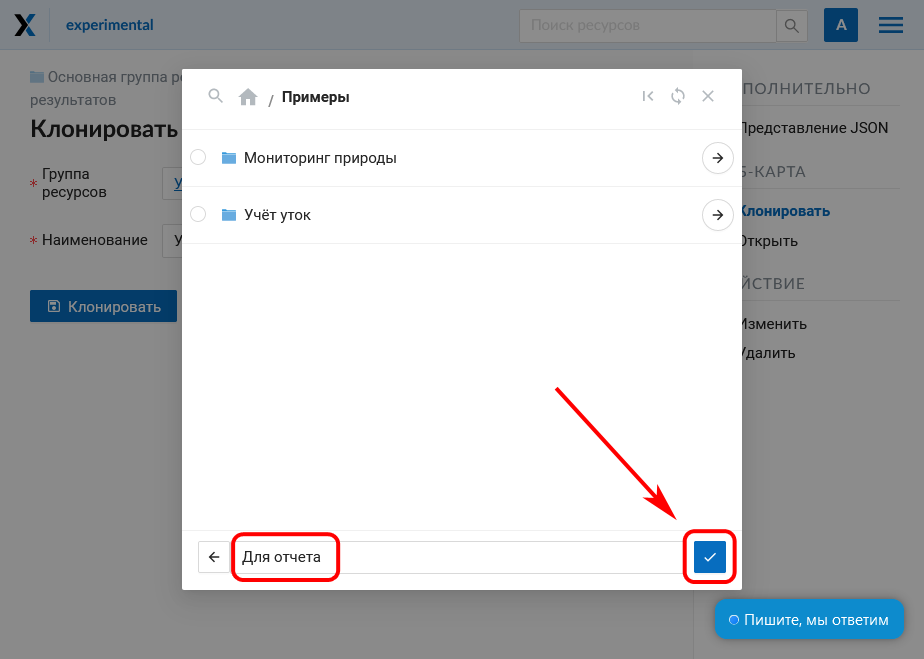 experimental
Поиск ресурсов
A
Основная группа ре
результатов
Клонировать
* Группа
ресурсов
У
* Наименование
У
Клонировать
/ Примеры
Мониторинг природы
Учёт уток
Для отчета
ПОЛНИТЕЛЬНО
Представление JSON
Б-КАРТА
Клонировать
Открыть
ЙСТВИЕ
Изменить
Удалить
Пишите, мы ответим